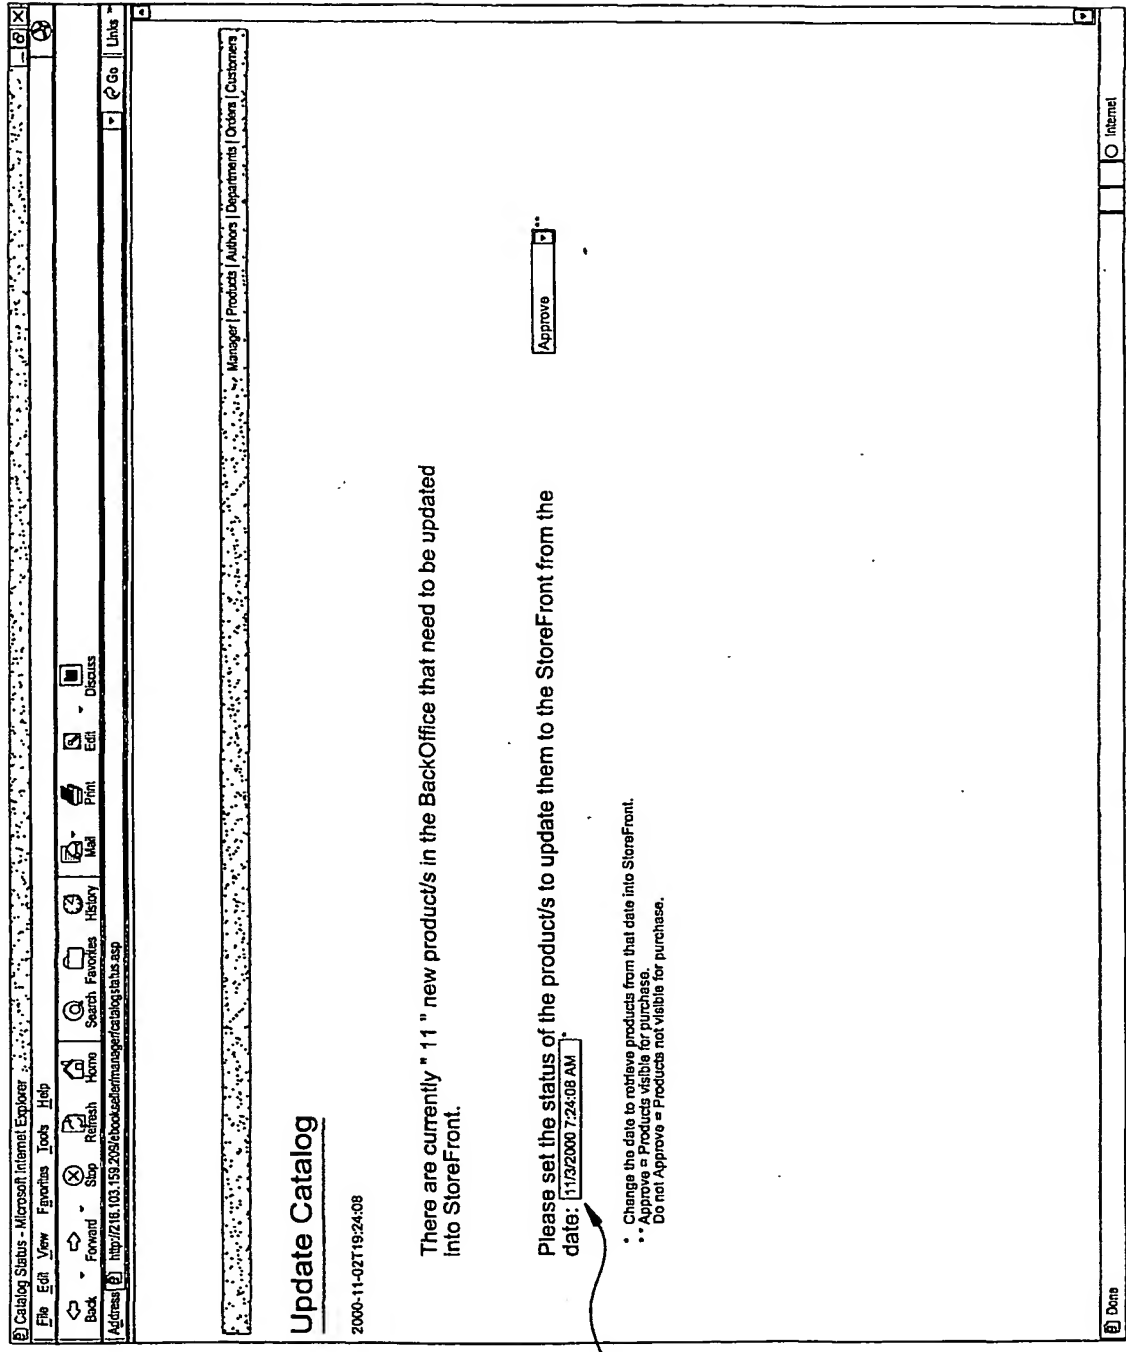 Catalog Status - Microsoft Internet Explorer
File Edit View Favorites Tools Help
Back Forward Stop Refresh Home Search Favorites History Mail Print Edit Discuss
Address http://216.103.159.209/ebookseller/manager/catalogstatus.asp Go Links »
Manager | Products | Authors | Departments | Orders | Customers
Update Catalog
2000-11-02T19:24:08
There are currently " 11 " new product/s in the BackOffice that need to be updated
into StoreFront.
Please set the status of the product/s to update them to the StoreFront from the
date: 11/3/2000 7:24:08 AM * Approve **
* Change the date to retrieve products from that date into StoreFront.
** Approve = Products visible for purchase.
Do not Approve = Products not visible for purchase.
Done Internet